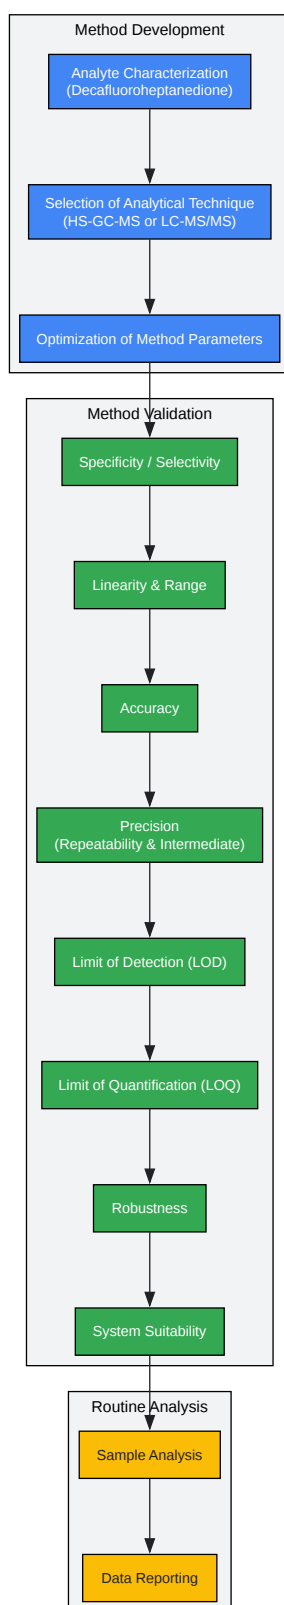 Method Development
Analyte Characterization
(Decafluoroheptanedione)
Selection of Analytical Technique
(HS-GC-MS or LC-MS/MS)
Optimization of Method Parameters
Method Validation
Specificity / Selectivity
Linearity & Range
Accuracy
Precision
(Repeatability & Intermediate)
Limit of Detection (LOD)
Limit of Quantification (LOQ)
Robustness
System Suitability
Routine Analysis
Sample Analysis
Data Reporting